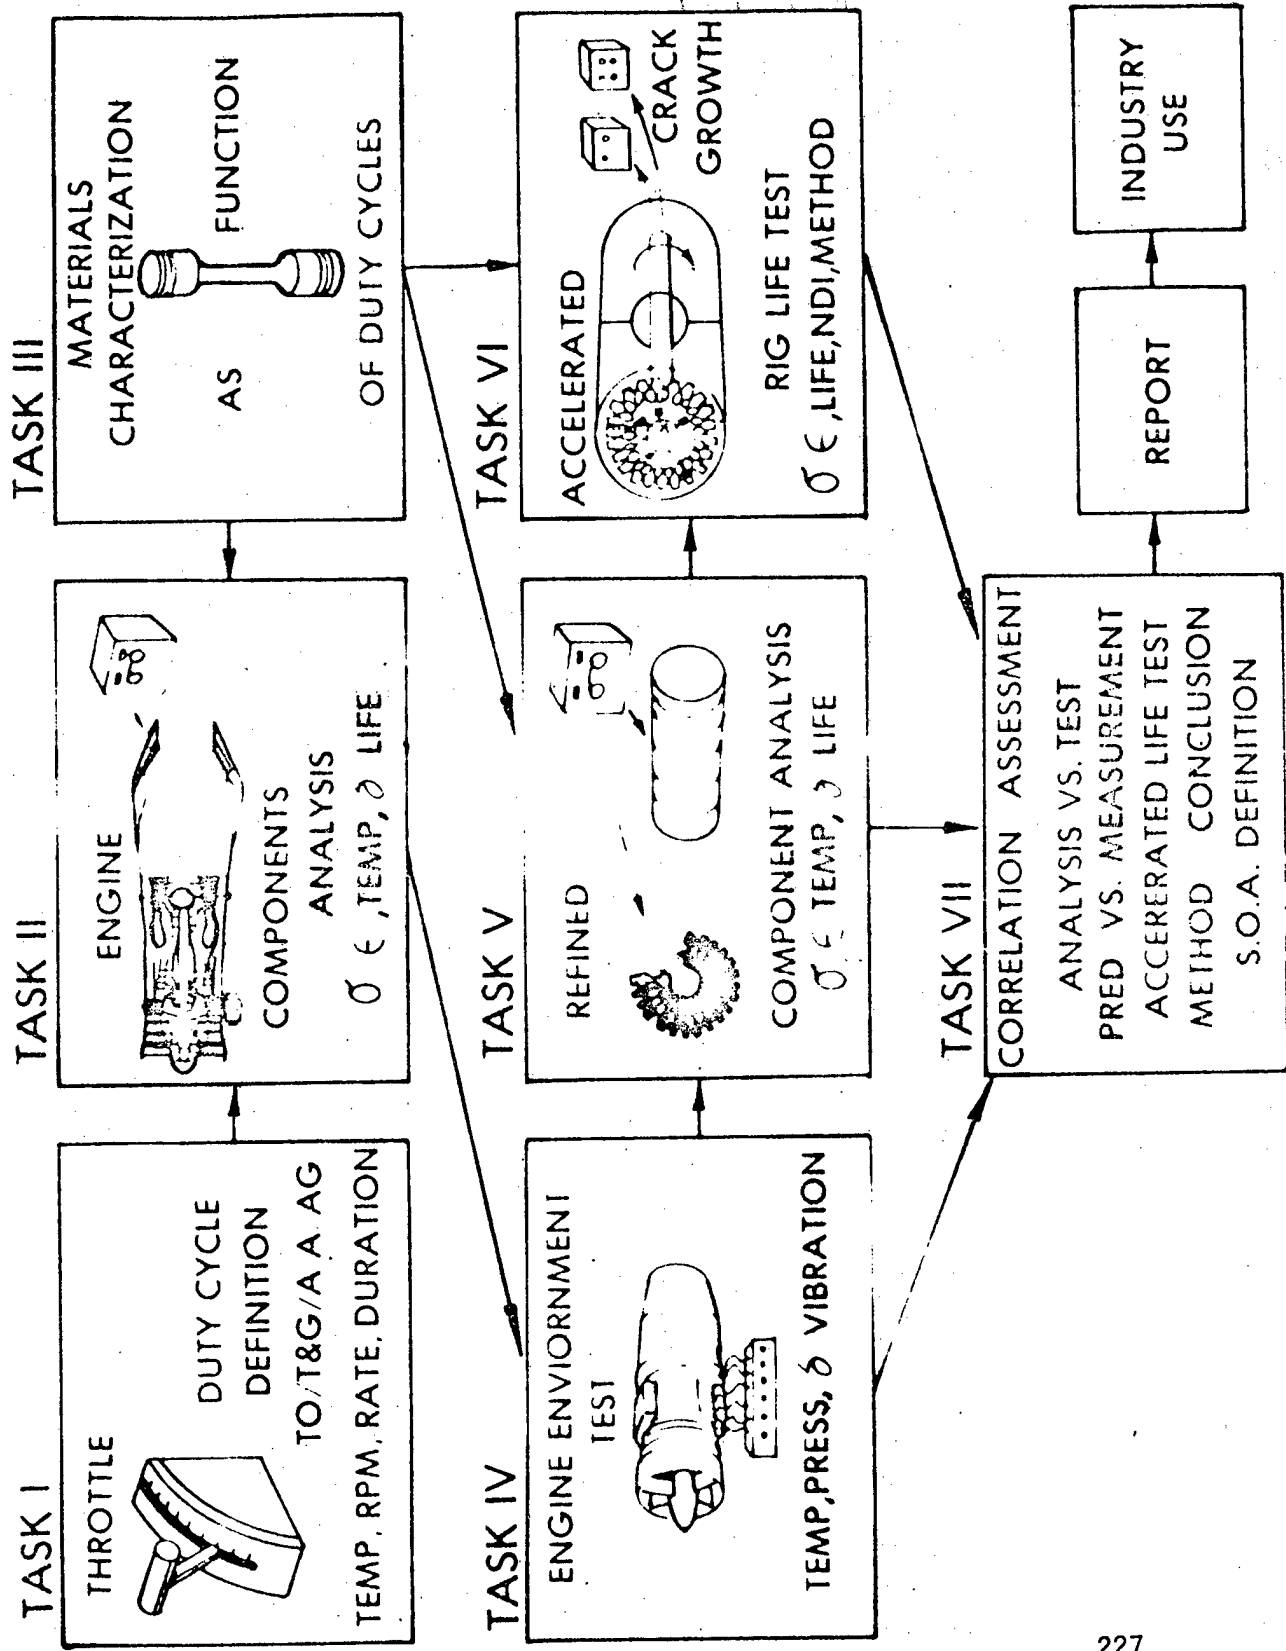 TASK I
THROTTLE
DUTY CYCLE
DEFINITION
TO/T&G/A A. AG
TEMP, RPM, RATE, DURATION
TASK II
ENGINE
COMPONENTS
ANALYSIS
σ ϵ, TEMP, ∂ LIFE
TASK III
MATERIALS
CHARACTERIZATION
AS FUNCTION
OF DUTY CYCLES
TASK IV
ENGINE ENVIORNMENT
TEST
TEMP, PRESS, ∂ VIBRATION
TASK V
REFINED
COMPONENT ANALYSIS
σ ϵ TEMP, ∂ LIFE
TASK VI
ACCELERATED
CRACK
GROWTH
RIG LIFE TEST
σ ϵ, LIFE, NDI, METHOD
TASK VII
CORRELATION ASSESSMENT
ANALYSIS VS. TEST
PRED VS. MEASUREMENT
ACCERERATED LIFE TEST
METHOD CONCLUSION
S.O.A. DEFINITION
REPORT
INDUSTRY
USE
227